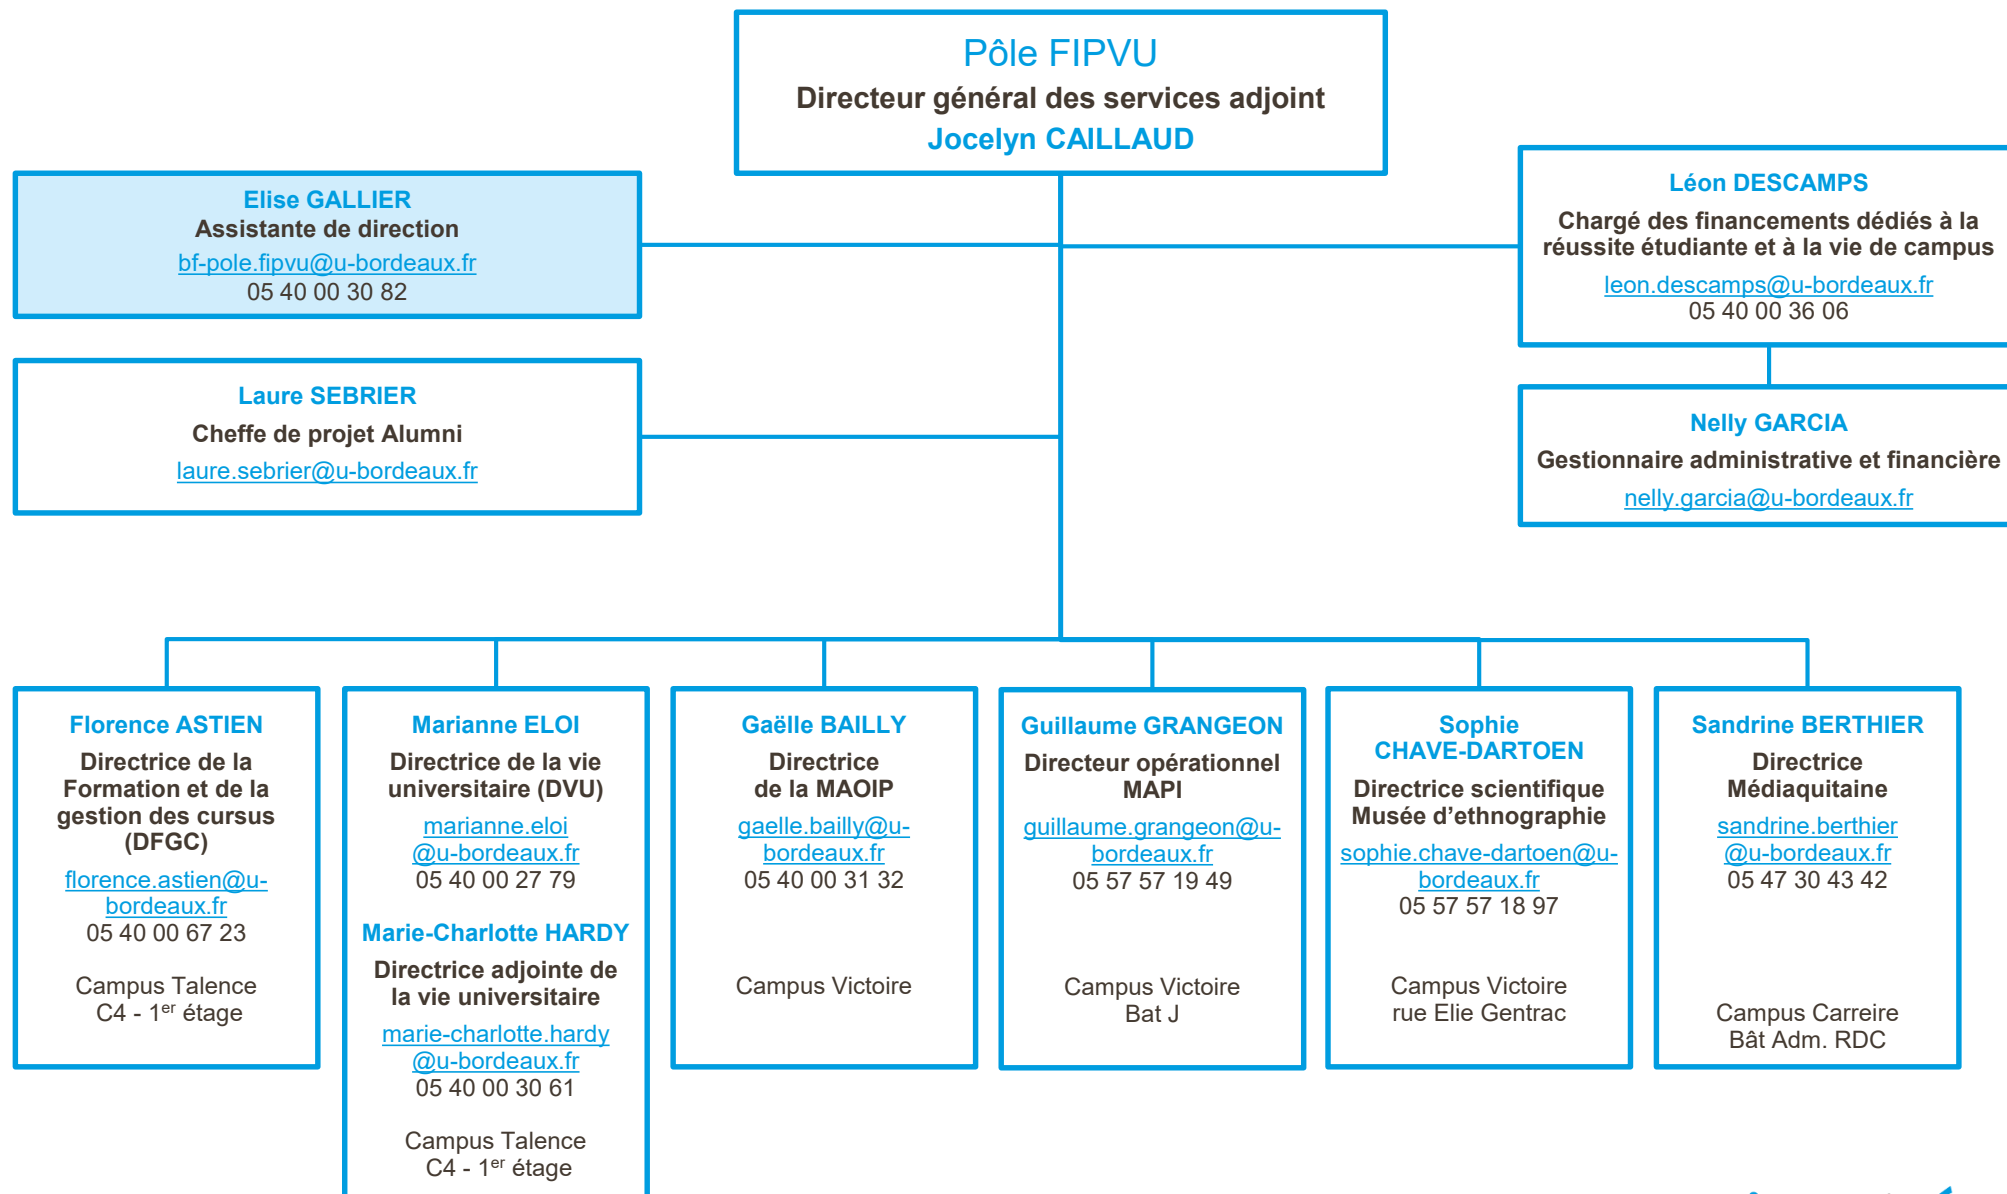 Pôle FIPVU
Directeur général des services adjoint
Jocelyn CAILLAUD
Elise GALLIER
Assistante de direction
bf-pole.fipvu@u-bordeaux.fr
05 40 00 30 82
Léon DESCAMPS
Chargé des financements dédiés à la
réussite étudiante et à la vie de campus
leon.descamps@u-bordeaux.fr
05 40 00 36 06
Laure SEBRIER
Cheffe de projet Alumni
laure.sebrier@u-bordeaux.fr
Nelly GARCIA
Gestionnaire administrative et financière
nelly.garcia@u-bordeaux.fr
Florence ASTIEN
Directrice de la
Formation et de la
gestion des cursus
(DFGC)
florence.astien@u-
bordeaux.fr
05 40 00 67 23
Campus Talence
C4 - 1er étage
Marianne ELOI
Directrice de la vie
universitaire (DVU)
marianne.eloi
@u-bordeaux.fr
05 40 00 27 79
Marie-Charlotte HARDY
Directrice adjointe de
la vie universitaire
marie-charlotte.hardy
@u-bordeaux.fr
05 40 00 30 61
Campus Talence
C4 - 1er étage
Gaëlle BAILLY
Directrice
de la MAOIP
gaelle.bailly@u-
bordeaux.fr
05 40 00 31 32
Campus Victoire
Guillaume GRANGEON
Directeur opérationnel
MAPI
guillaume.grangeon@u-
bordeaux.fr
05 57 57 19 49
Campus Victoire
Bat J
Sophie
CHAVE-DARTOEN
Directrice scientifique
Musée d’ethnographie
sophie.chave-dartoen@u-
bordeaux.fr
05 57 57 18 97
Campus Victoire
rue Elie Gentrac
Sandrine BERTHIER
Directrice
Médiaquitaine
sandrine.berthier
@u-bordeaux.fr
05 47 30 43 42
Campus Carreire
Bât Adm. RDC